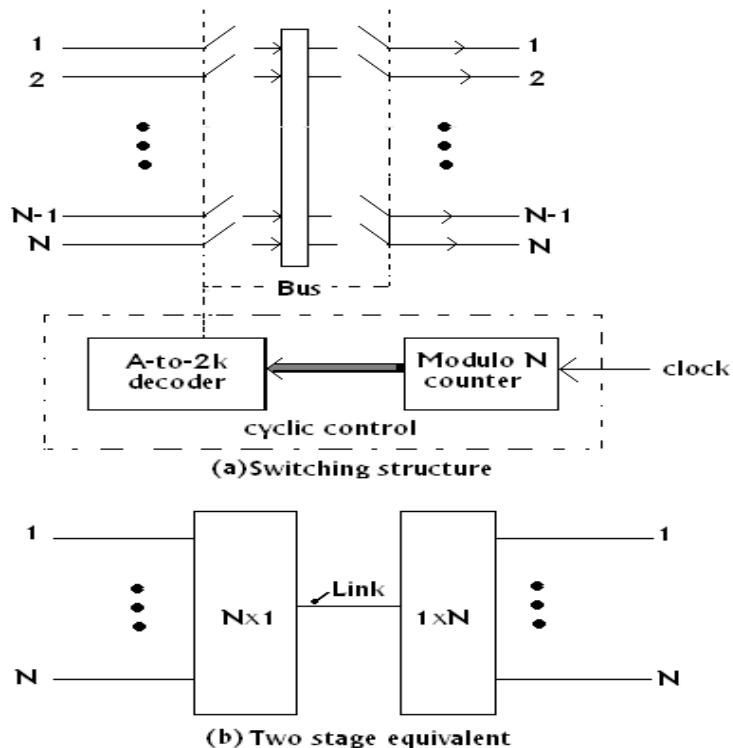 1 1
2 2
N-1 N-1
N N
Bus
A-to-2k decoder
Modulo N counter
clock
cyclic control
(a)Switching structure
1 1
Link
Nx1
1xN
N N
(b) Two stage equivalent